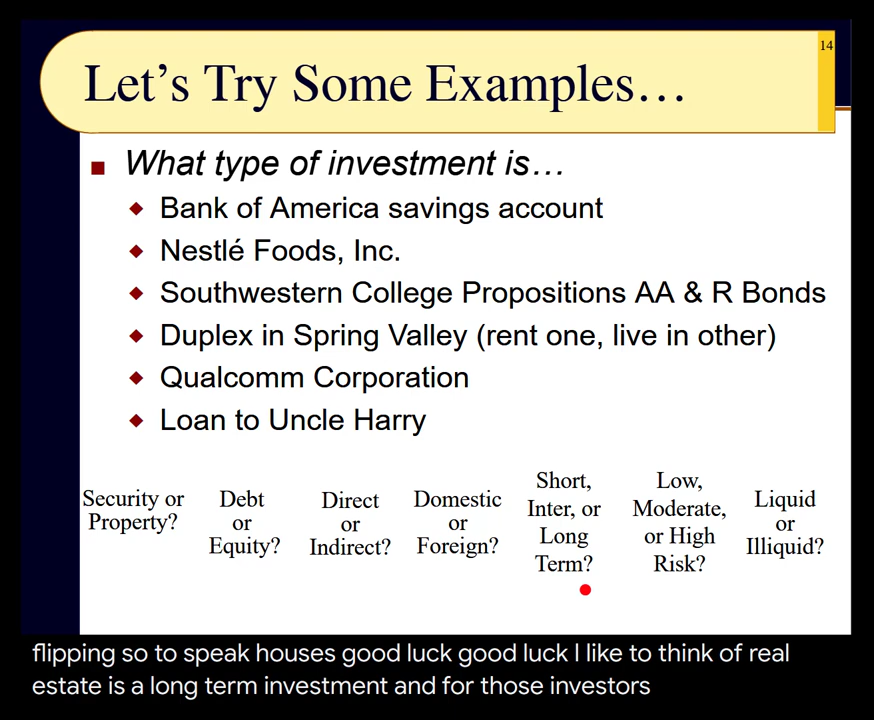 14
Let's Try Some Examples…
What type of investment is…
Bank of America savings account
Nestlé Foods, Inc.
Southwestern College Propositions AA & R Bonds
Duplex in Spring Valley (rent one, live in other)
Qualcomm Corporation
Loan to Uncle Harry
Security or
Property?
Debt
or
Equity?
Direct
or
Indirect?
Domestic
or
Foreign?
Short,
Inter, or
Long
Term?
Low,
Moderate,
or High
Risk?
Liquid
or
Illiquid?
flipping so to speak houses good luck good luck I like to think of real
estate is a long term investment and for those investors